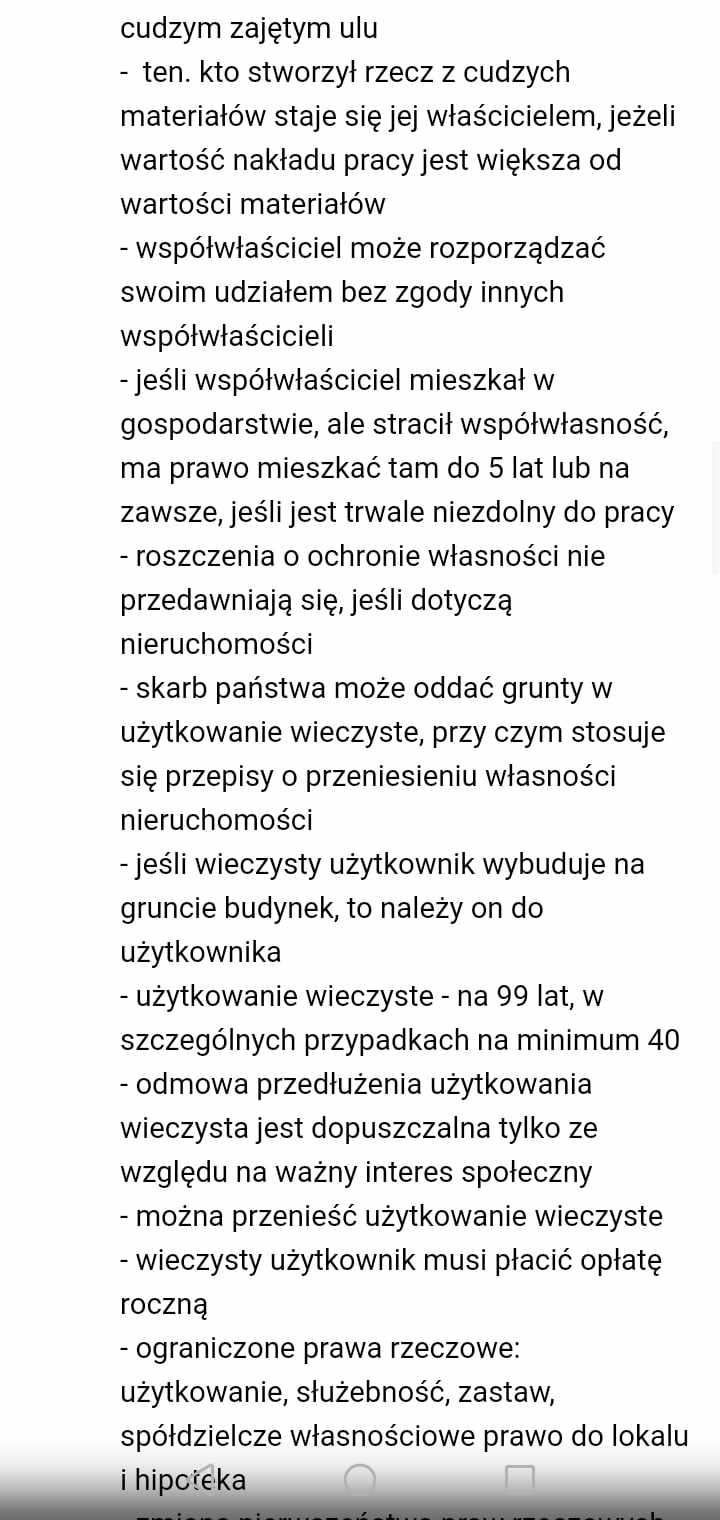 cudzym zajętym ulu
-  ten. kto stworzył rzecz z cudzych
materiałów staje się jej właścicielem, jeżeli
wartość nakładu pracy jest większa od
wartości materiałów
- współwłaściciel może rozporządzać
swoim udziałem bez zgody innych
współwłaścicieli
- jeśli współwłaściciel mieszkał w
gospodarstwie, ale stracił współwłasność,
ma prawo mieszkać tam do 5 lat lub na
zawsze, jeśli jest trwale niezdolny do pracy
- roszczenia o ochronie własności nie
przedawniają się, jeśli dotyczą
nieruchomości
- skarb państwa może oddać grunty w
użytkowanie wieczyste, przy czym stosuje
się przepisy o przeniesieniu własności
nieruchomości
- jeśli wieczysty użytkownik wybuduje na
gruncie budynek, to należy on do
użytkownika
- użytkowanie wieczyste - na 99 lat, w
szczególnych przypadkach na minimum 40
- odmowa przedłużenia użytkowania
wieczysta jest dopuszczalna tylko ze
względu na ważny interes społeczny
- można przenieść użytkowanie wieczyste
- wieczysty użytkownik musi płacić opłatę
roczną
- ograniczone prawa rzeczowe:
użytkowanie, służebność, zastaw,
spółdzielcze własnościowe prawo do lokalu
i hipoteka
- zmiana pierwszeństwa praw rzeczowych